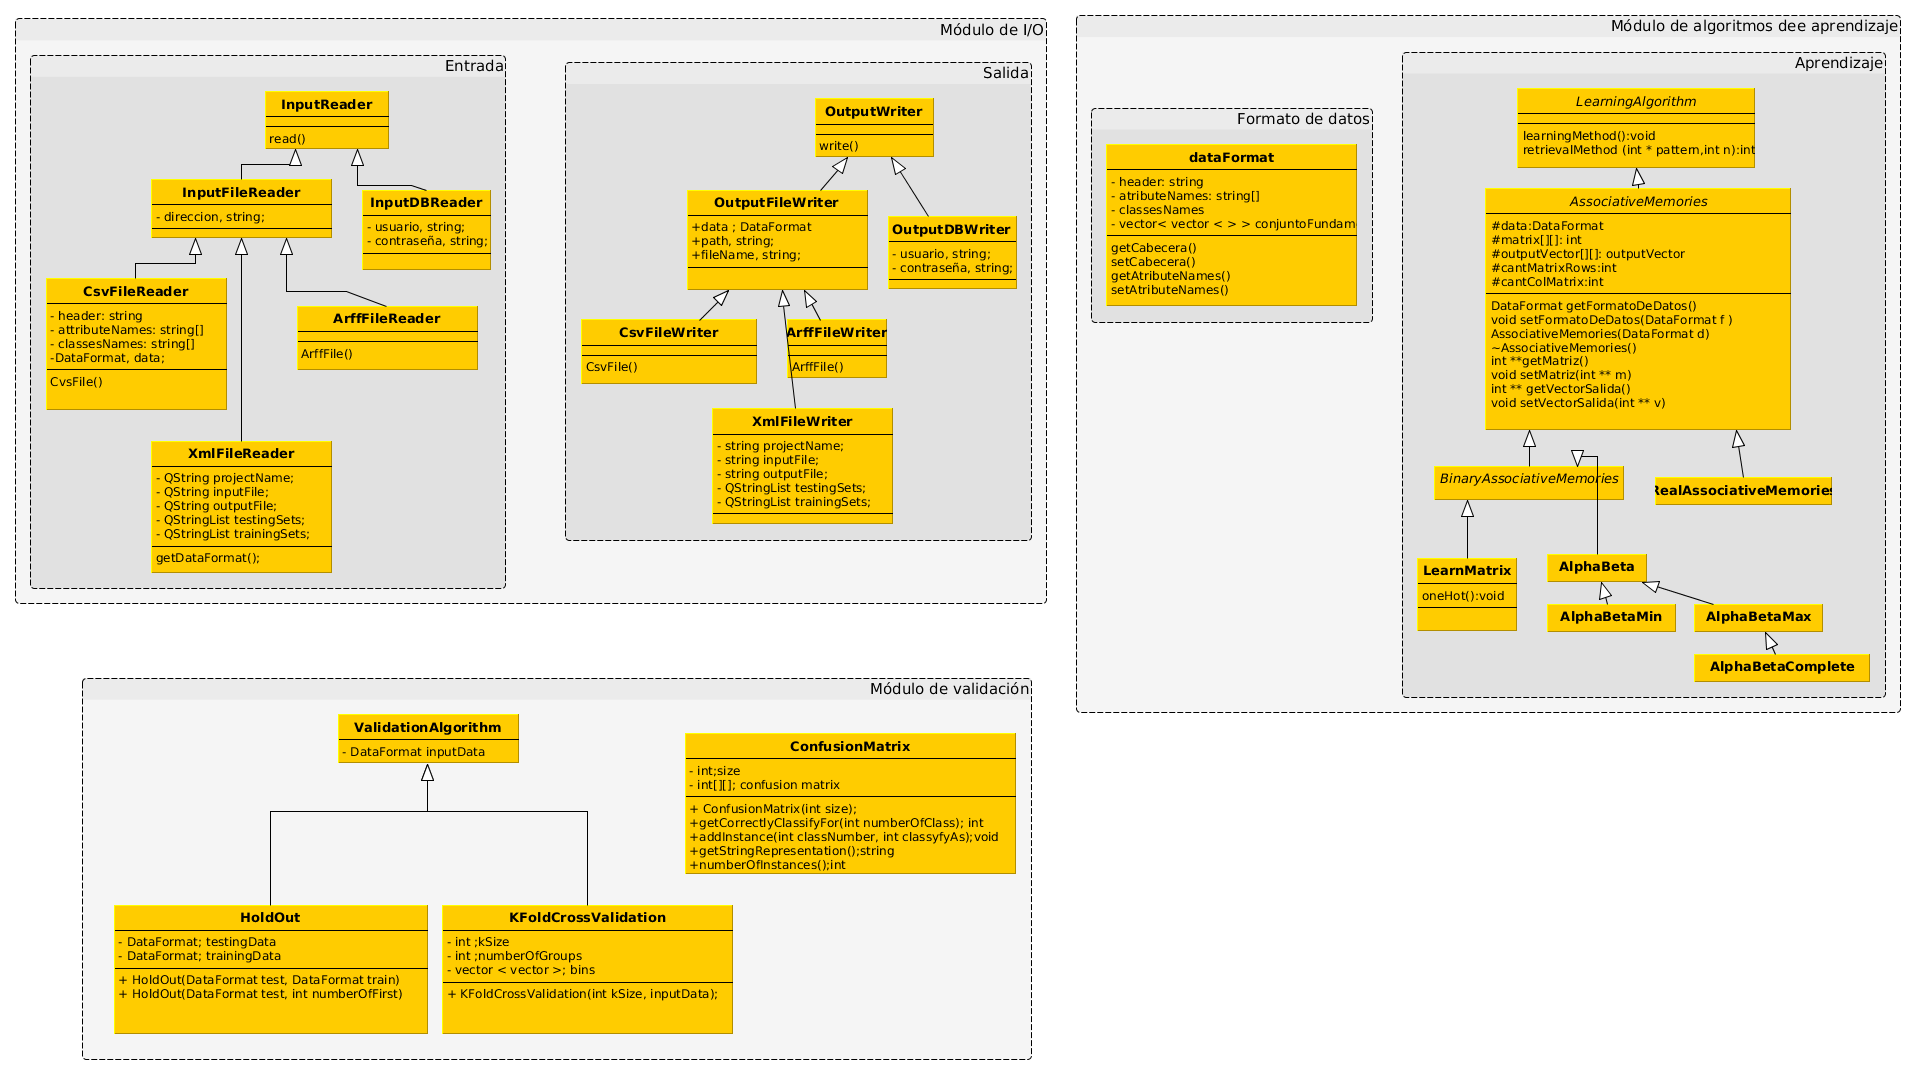 Módulo de I/O
Entrada
InputReader
read()
InputFileReader
- direccion, string;
InputDBReader
- usuario, string;
- contraseña, string;
CsvFileReader
- header: string
- attributeNames: string[]
- classesNames: string[]
-DataFormat, data;
CvsFile()
ArffFileReader
ArffFile()
XmlFileReader
- QString projectName;
- QString inputFile;
- QString outputFile;
- QStringList testingSets;
- QStringList trainingSets;
getDataFormat();
Salida
OutputWriter
write()
OutputFileWriter
+data ; DataFormat
+path, string;
+fileName, string;
OutputDBWriter
- usuario, string;
- contraseña, string;
CsvFileWriter
CsvFile()
ArffFileWriter
ArffFile()
XmlFileWriter
- string projectName;
- string inputFile;
- string outputFile;
- QStringList testingSets;
- QStringList trainingSets;
Módulo de algoritmos dee aprendizaje
Formato de datos
dataFormat
- header: string
- atributeNames: string[]
- classesNames
- vector< vector < > > conjuntoFundam
getCabecera()
setCabecera()
getAtributeNames()
setAtributeNames()
Aprendizaje
LearningAlgorithm
learningMethod():void
retrievalMethod (int * pattern,int n):int
AssociativeMemories
#data:DataFormat
#matrix[][]: int
#outputVector[][]: outputVector
#cantMatrixRows:int
#cantColMatrix:int
DataFormat getFormatoDeDatos()
void setFormatoDeDatos(DataFormat f )
AssociativeMemories(DataFormat d)
~AssociativeMemories()
int **getMatriz()
void setMatriz(int ** m)
int ** getVectorSalida()
void setVectorSalida(int ** v)
BinaryAssociativeMemories
RealAssociativeMemories
LearnMatrix
oneHot():void
AlphaBeta
AlphaBetaMin
AlphaBetaMax
AlphaBetaComplete
Módulo de validación
ValidationAlgorithm
- DataFormat inputData
ConfusionMatrix
- int;size
- int[][]; confusion matrix
+ ConfusionMatrix(int size);
+getCorrectlyClassifyFor(int numberOfClass); int
+addInstance(int classNumber, int classyfyAs);void
+getStringRepresentation();string
+numberOfInstances();int
HoldOut
- DataFormat; testingData
- DataFormat; trainingData
+ HoldOut(DataFormat test, DataFormat train)
+ HoldOut(DataFormat test, int numberOfFirst)
KFoldCrossValidation
- int ;kSize
- int ;numberOfGroups
- vector < vector >; bins
+ KFoldCrossValidation(int kSize, inputData);